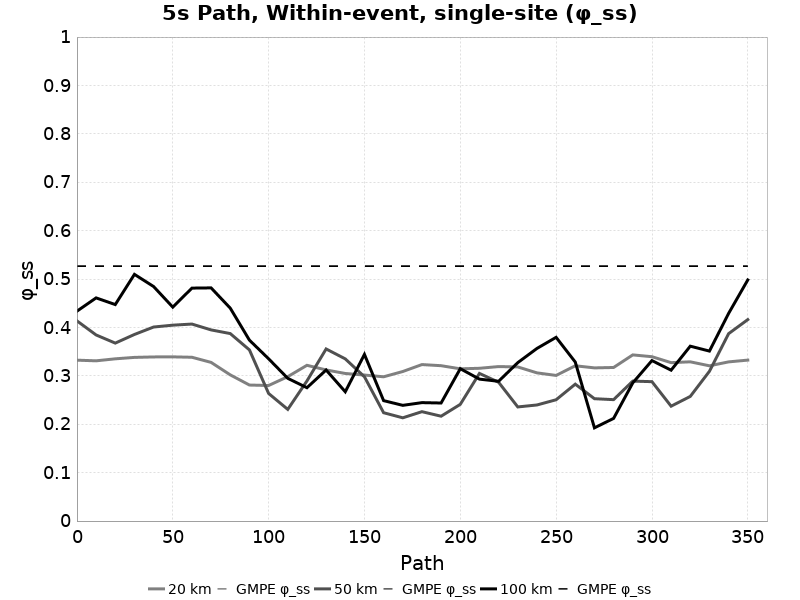 5s Path, Within-event, single-site (φ_ss)
1
0.9
0.8
0.7
0.6
0.5
0.4
0.3
0.2
0.1
0
φ_ss
0 50 100 150 200 250 300 350
Path
20 km GMPE φ_ss 50 km GMPE φ_ss 100 km GMPE φ_ss